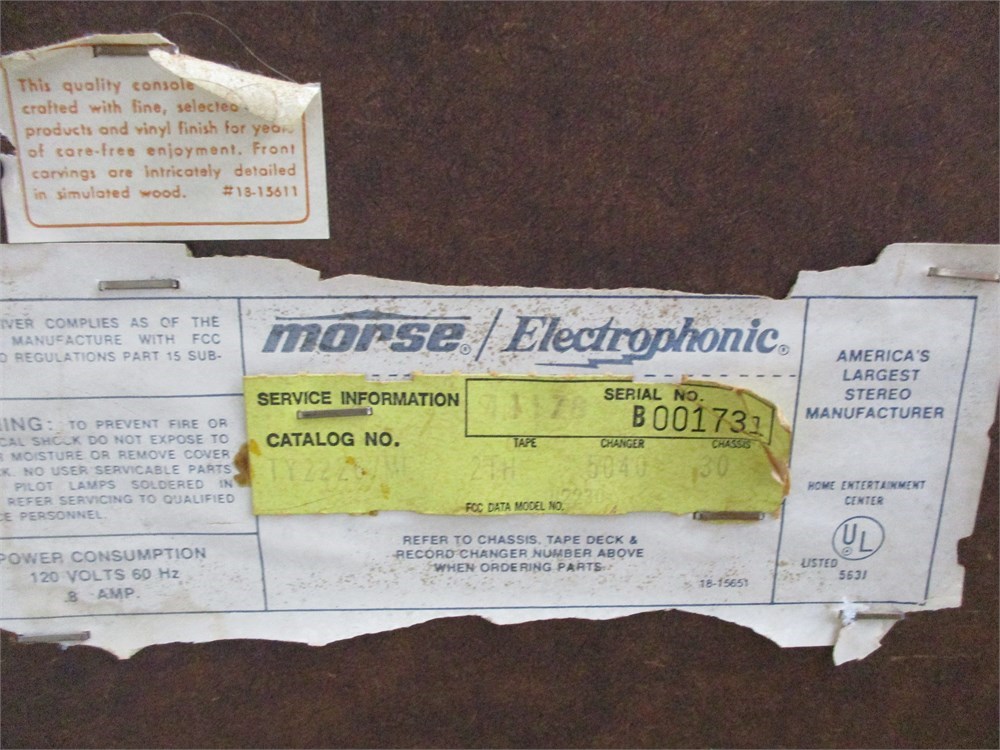 This quality console
crafted with fine, selected
products and vinyl finish for
of care-free enjoyment. Front
carvings are intricately detailed
in simulated wood. #18-15611
IVER COMPLIES AS OF THE
MANUFACTURE WITH FCC
REGULATIONS PART 15 SUB-
ING: TO PREVENT FIRE OR
CAL SHOCK DO NOT EXPOSE TO
MOISTURE OR REMOVE COVER
K. NO USER SERVICABLE PARTS
PILOT LAMPS SOLDERED IN
REFER SERVICING TO QUALIFIED
E PERSONNEL.
POWER CONSUMPTION
120 VOLTS 60 Hz
8 AMP.
morse® / Electrophonic®
SERVICE INFORMATION
SERIAL NO.
B 00173
CATALOG NO.
TAPE CHANGER CHASSIS
2TH 5040 30
FCC DATA MODEL NO.
REFER TO CHASSIS, TAPE DECK &
RECORD CHANGER NUMBER ABOVE
WHEN ORDERING PARTS.
18-15651
AMERICA'S
LARGEST
STEREO
MANUFACTURER
HOME ENTERTAINMENT
CENTER
UL®
LISTED
563J